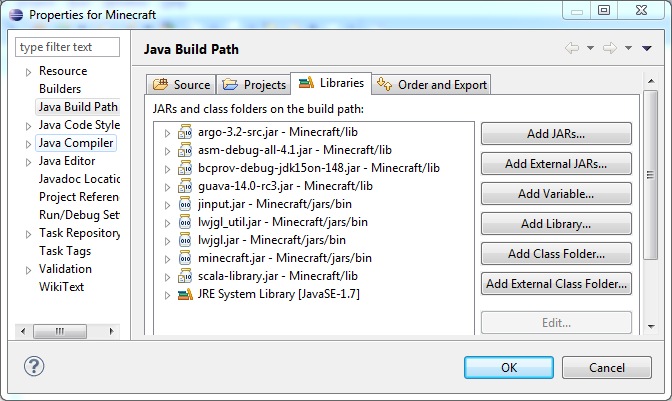 Properties for Minecraft
type filter text
Java Build Path
Resource
Builders
Java Build Path
Java Code Style
Java Compiler
Java Editor
Javadoc Locatio
Project Referen
Run/Debug Set
Task Repository
Task Tags
Validation
WikiText
Source
Projects
Libraries
Order and Export
JARs and class folders on the build path:
argo-3.2-src.jar - Minecraft/lib
asm-debug-all-4.1.jar - Minecraft/lib
bcprov-debug-jdk15on-148.jar - Minecraft/lib
guava-14.0-rc3.jar - Minecraft/lib
jinput.jar - Minecraft/jars/bin
lwjgl_util.jar - Minecraft/jars/bin
lwjgl.jar - Minecraft/jars/bin
minecraft.jar - Minecraft/jars/bin
scala-library.jar - Minecraft/lib
JRE System Library [JavaSE-1.7]
Add JARs...
Add External JARs...
Add Variable...
Add Library...
Add Class Folder...
Add External Class Folder...
Edit...
OK
Cancel